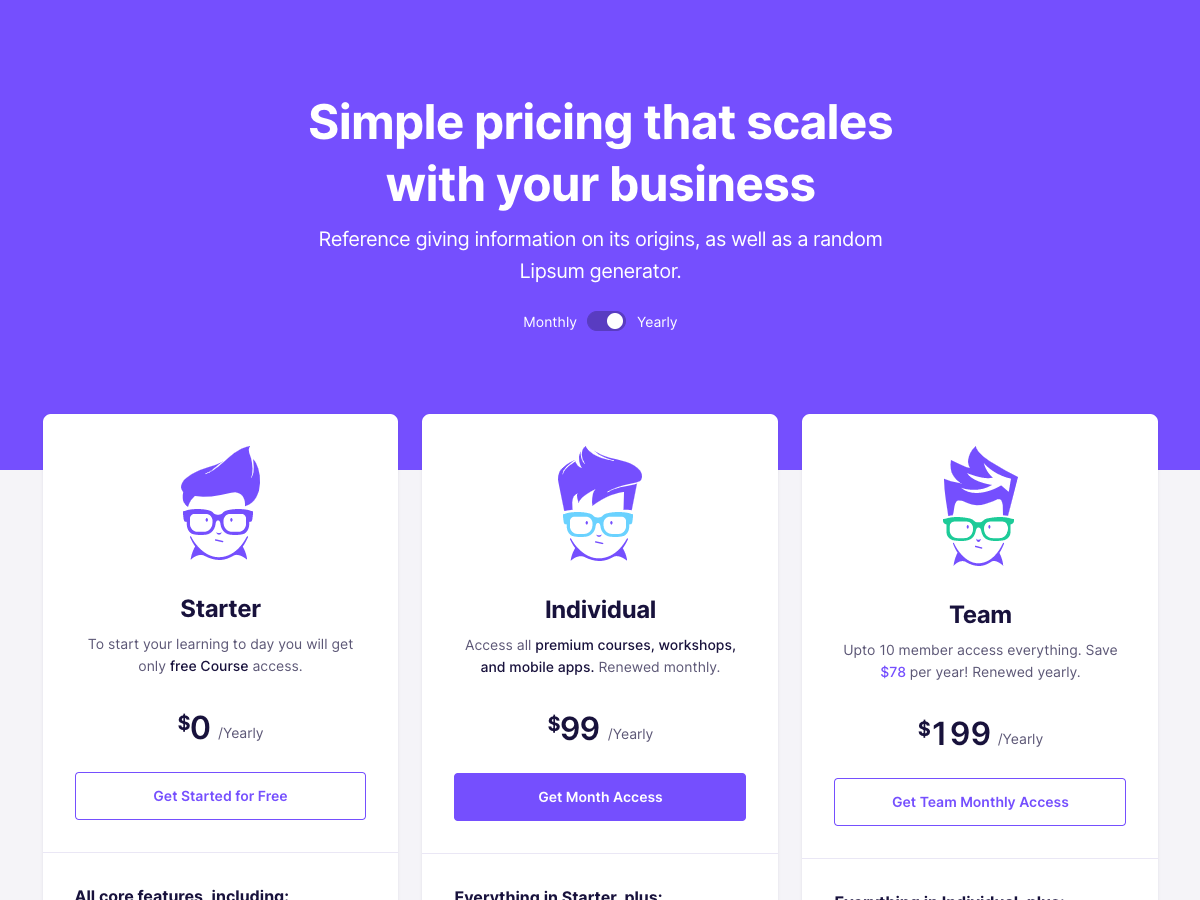 Simple pricing that scales
with your business
Reference giving information on its origins, as well as a random
Lipsum generator.
Monthly Yearly
Starter
To start your learning to day you will get
only free Course access.
$0 /Yearly
Get Started for Free
All core features, including:
Individual
Access all premium courses, workshops,
and mobile apps. Renewed monthly.
$99 /Yearly
Get Month Access
Everything in Starter, plus:
Team
Upto 10 member access everything. Save
$78 per year! Renewed yearly.
$199 /Yearly
Get Team Monthly Access
Everything in Individual, plus: